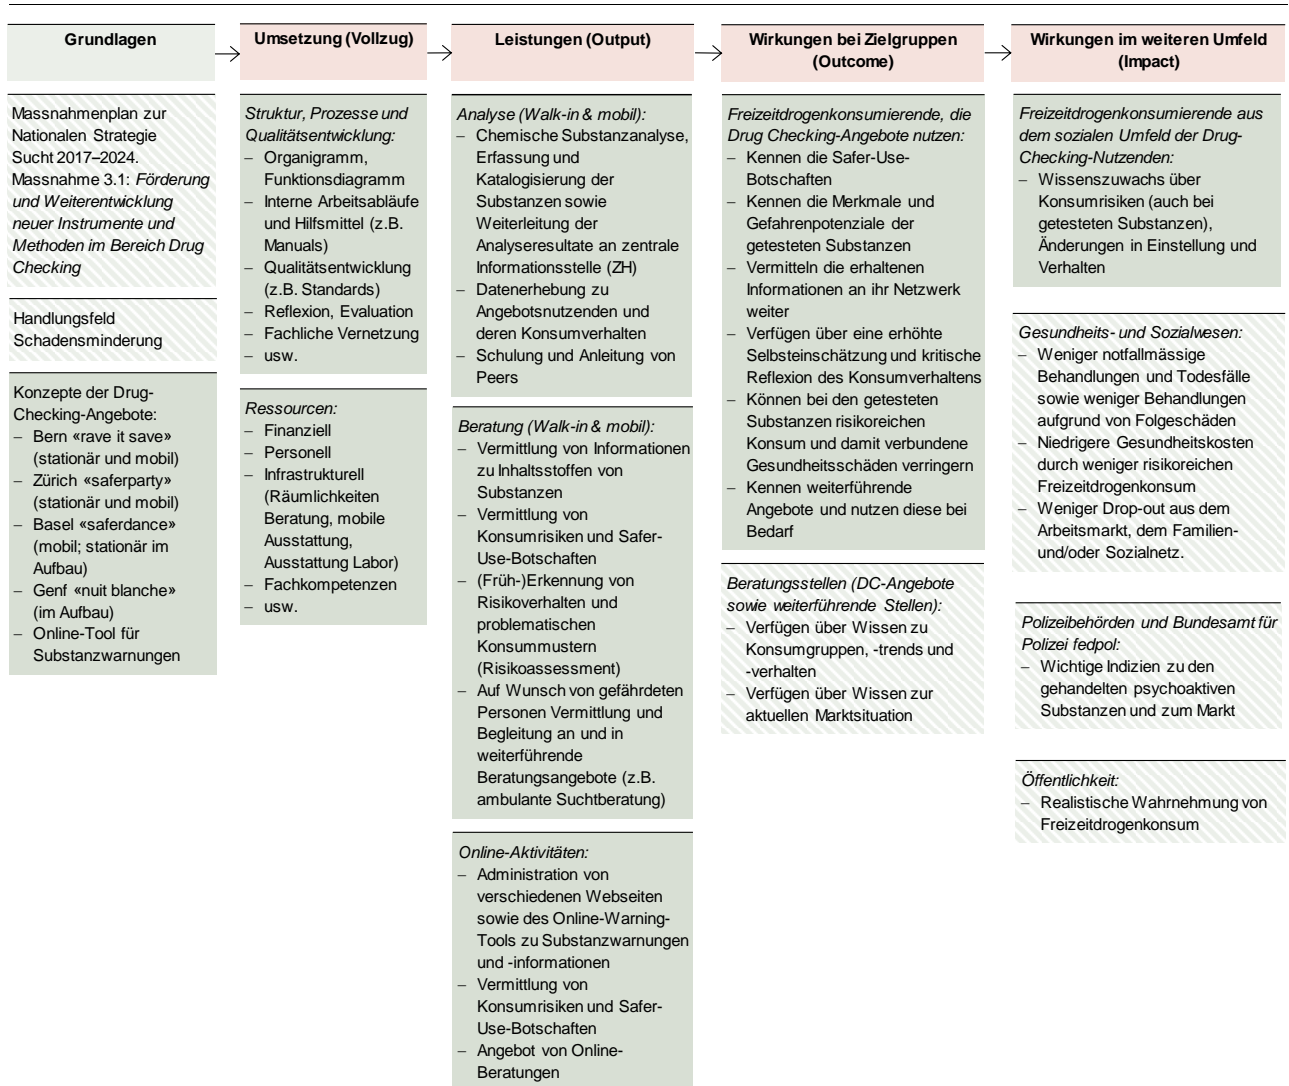 Grundlagen
Umsetzung (Vollzug)
Leistungen (Output)
Wirkungen bei Zielgruppen
(Outcome)
Wirkungen im weiteren Umfeld
(Impact)
Massnahmenplan zur
Nationalen Strategie
Sucht 2017–2024.
Massnahme 3.1: Förderung
und Weiterentwicklung
neuer Instrumente und
Methoden im Bereich Drug
Checking
Handlungsfeld
Schadensminderung
Konzepte der Drug-
Checking-Angebote:
– Bern «rave it save»
(stationär und mobil)
– Zürich «saferparty»
(stationär und mobil)
– Basel «saferdance»
(mobil; stationär im
Aufbau)
– Genf «nuit blanche»
(im Aufbau)
– Online-Tool für
Substanzwarnungen
Struktur, Prozesse und
Qualitätsentwicklung:
– Organigramm,
Funktionsdiagramm
– Interne Arbeitsabläufe
und Hilfsmittel (z.B.
Manuals)
– Qualitätsentwicklung
(z.B. Standards)
– Reflexion, Evaluation
– Fachliche Vernetzung
– usw.
Ressourcen:
– Finanziell
– Personell
– Infrastrukturell
(Räumlichkeiten
Beratung, mobile
Ausstattung,
Ausstattung Labor)
– Fachkompetenzen
– usw.
Analyse (Walk-in & mobil):
– Chemische Substanzanalyse,
Erfassung und
Katalogisierung der
Substanzen sowie
Weiterleitung der
Analyseresultate an zentrale
Informationsstelle (ZH)
– Datenerhebung zu
Angebotsnutzenden und
deren Konsumverhalten
– Schulung und Anleitung von
Peers
Beratung (Walk-in & mobil):
– Vermittlung von Informationen
zu Inhaltsstoffen von
Substanzen
– Vermittlung von
Konsumrisiken und Safer-
Use-Botschaften
– (Früh-)Erkennung von
Risikoverhalten und
problematischen
Konsummustern
(Risikoassessment)
– Auf Wunsch von gefährdeten
Personen Vermittlung und
Begleitung an und in
weiterführende
Beratungsangebote (z.B.
ambulante Suchtberatung)
Online-Aktivitäten:
– Administration von
verschiedenen Webseiten
sowie des Online-Warning-
Tools zu Substanzwarnungen
und -informationen
– Vermittlung von
Konsumrisiken und Safer-
Use-Botschaften
– Angebot von Online-
Beratungen
Freizeitdrogenkonsumierende, die
Drug Checking-Angebote nutzen:
– Kennen die Safer-Use-
Botschaften
– Kennen die Merkmale und
Gefahrenpotenziale der
getesteten Substanzen
– Vermitteln die erhaltenen
Informationen an ihr Netzwerk
weiter
– Verfügen über eine erhöhte
Selbsteinschätzung und kritische
Reflexion des Konsumverhaltens
– Können bei den getesteten
Substanzen risikoreichen
Konsum und damit verbundene
Gesundheitsschäden verringern
– Kennen weiterführende
Angebote und nutzen diese bei
Bedarf
Beratungsstellen (DC-Angebote
sowie weiterführende Stellen):
– Verfügen über Wissen zu
Konsumgruppen, -trends und
-verhalten
– Verfügen über Wissen zur
aktuellen Marktsituation
Freizeitdrogenkonsumierende aus
dem sozialen Umfeld der Drug-
Checking-Nutzenden:
– Wissenszuwachs über
Konsumrisiken (auch bei
getesteten Substanzen),
Änderungen in Einstellung und
Verhalten
Gesundheits- und Sozialwesen:
– Weniger notfallmässige
Behandlungen und Todesfälle
sowie weniger Behandlungen
aufgrund von Folgeschäden
– Niedrigere Gesundheitskosten
durch weniger risikoreichen
Freizeitdrogenkonsum
– Weniger Drop-out aus dem
Arbeitsmarkt, dem Familien-
und/oder Sozialnetz.
Polizeibehörden und Bundesamt für
Polizei fedpol:
– Wichtige Indizien zu den
gehandelten psychoaktiven
Substanzen und zum Markt
Öffentlichkeit:
– Realistische Wahrnehmung von
Freizeitdrogenkonsum